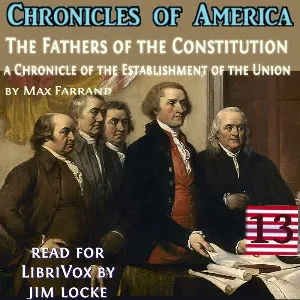 Chronicles of America
The Fathers of the Constitution
a Chronicle of the Establishment of the Union
by Max Farrand
13
read for
LibriVox by
Jim Locke